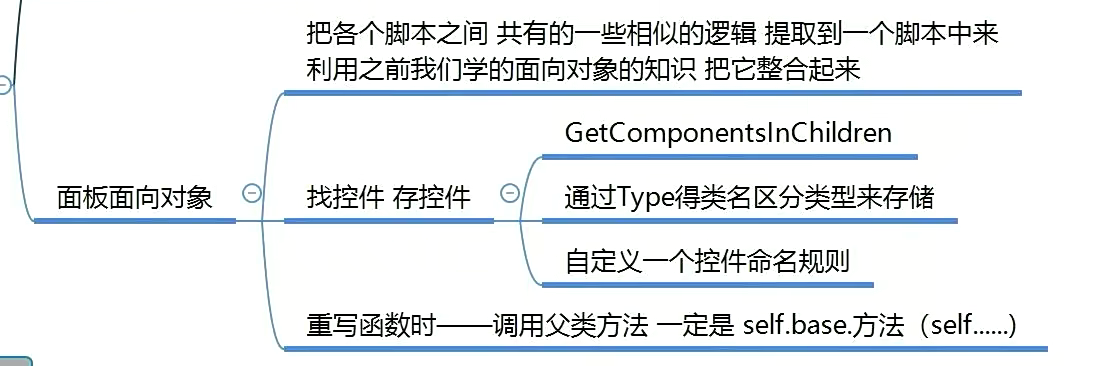 把各个脚本之间 共有的一些相似的逻辑 提取到一个脚本中来
利用之前我们学的面向对象的知识 把它整合起来
面板面向对象
找控件 存控件
GetComponentsInChildren
通过Type得类名区分类型来存储
自定义一个控件命名规则
重写函数时——调用父类方法 一定是 self.base.方法（self......）